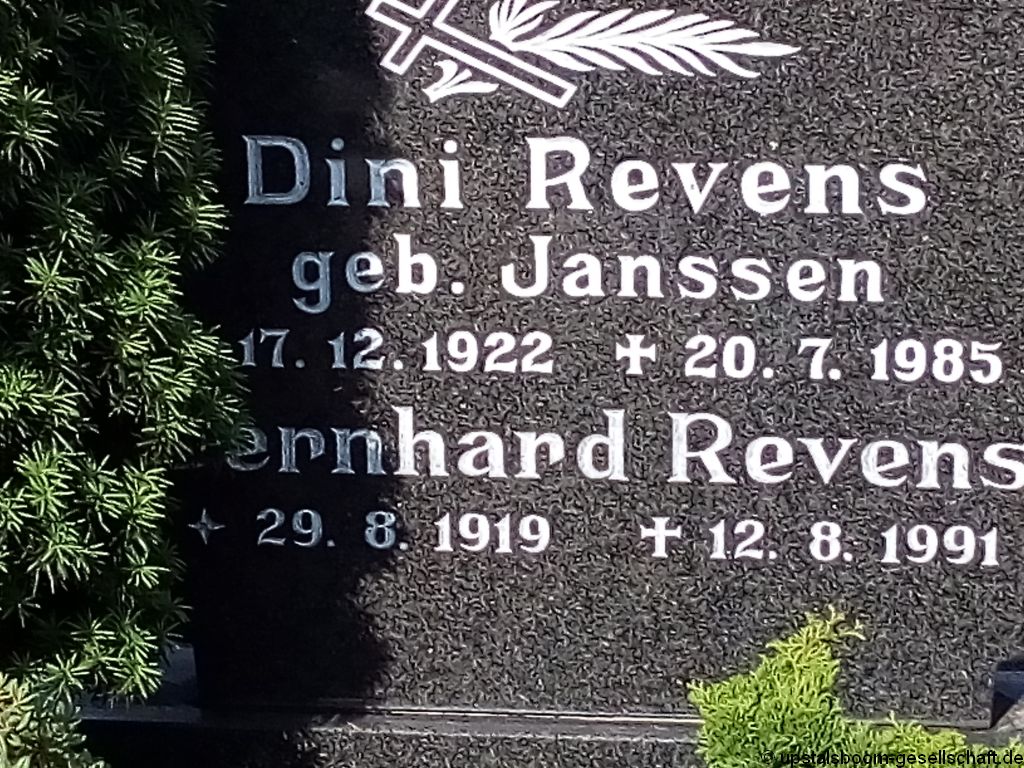 Dini Revens
geb. Janssen
17. 12. 1922 ✝ 20. 7. 1985
ernhard Revens
✶ 29. 8. 1919 ✝ 12. 8. 1991
© upstalsboom-gesellschaft.de